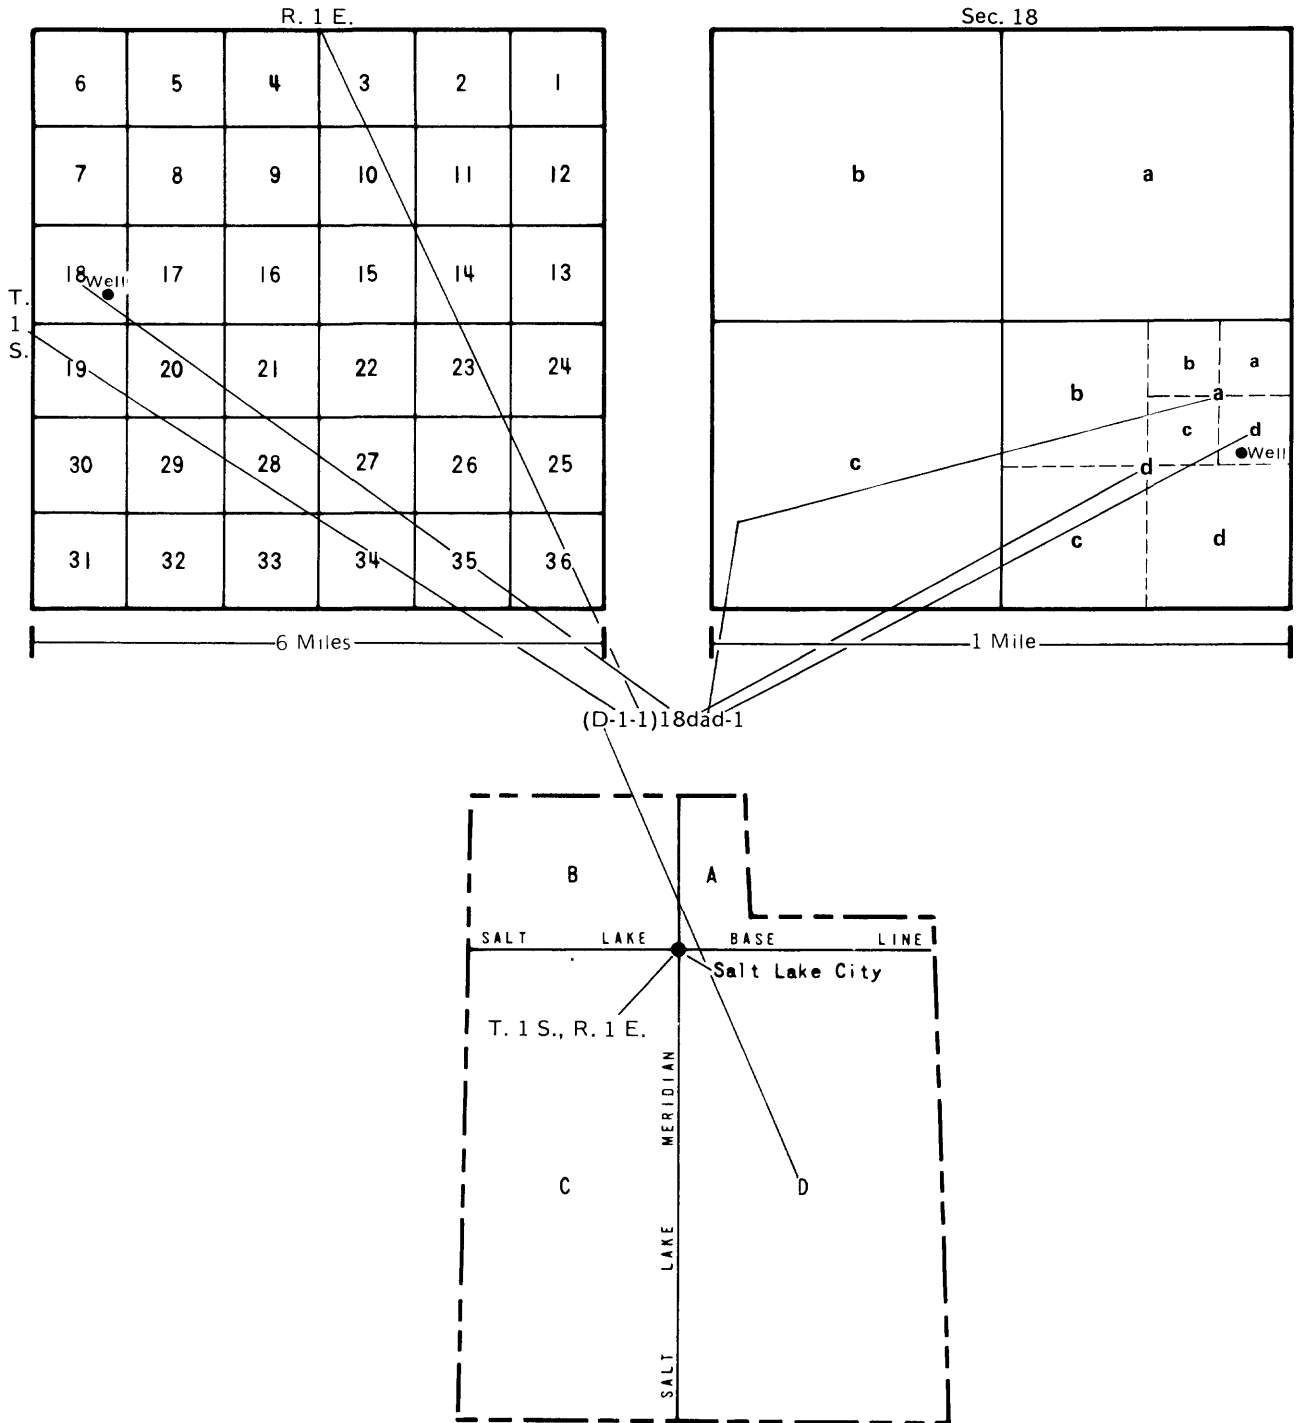 R. 1 E.
6 5 4 3 2 1
7 8 9 10 11 12
18 17 16 15 14 13
Well
T.
1
S.
19 20 21 22 23 24
30 29 28 27 26 25
31 32 33 34 35 36
6 Miles
Sec. 18
b a
b b a
a
c c d
Well
d
c d
1 Mile
(D-1-1)18dad-1
B A
SALT LAKE BASE LINE
Salt Lake City
T. 1 S., R. 1 E.
SALT LAKE MERIDIAN
C D